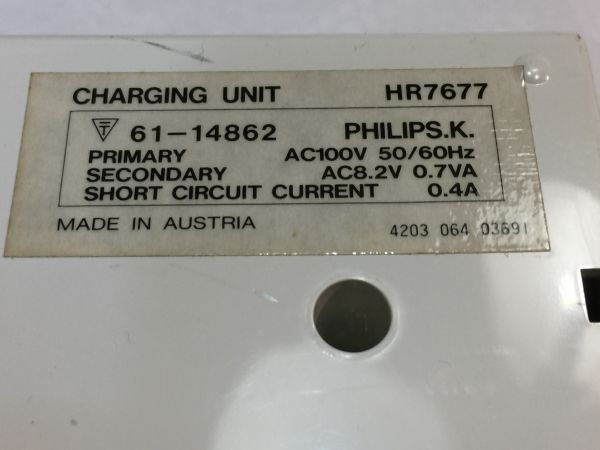 CHARGING UNIT HR7677
T 61-14862 PHILIPS.K.
PRIMARY AC100V 50/60Hz
SECONDARY AC8.2V 0.7VA
SHORT CIRCUIT CURRENT 0.4A
MADE IN AUSTRIA 4203 064 03691